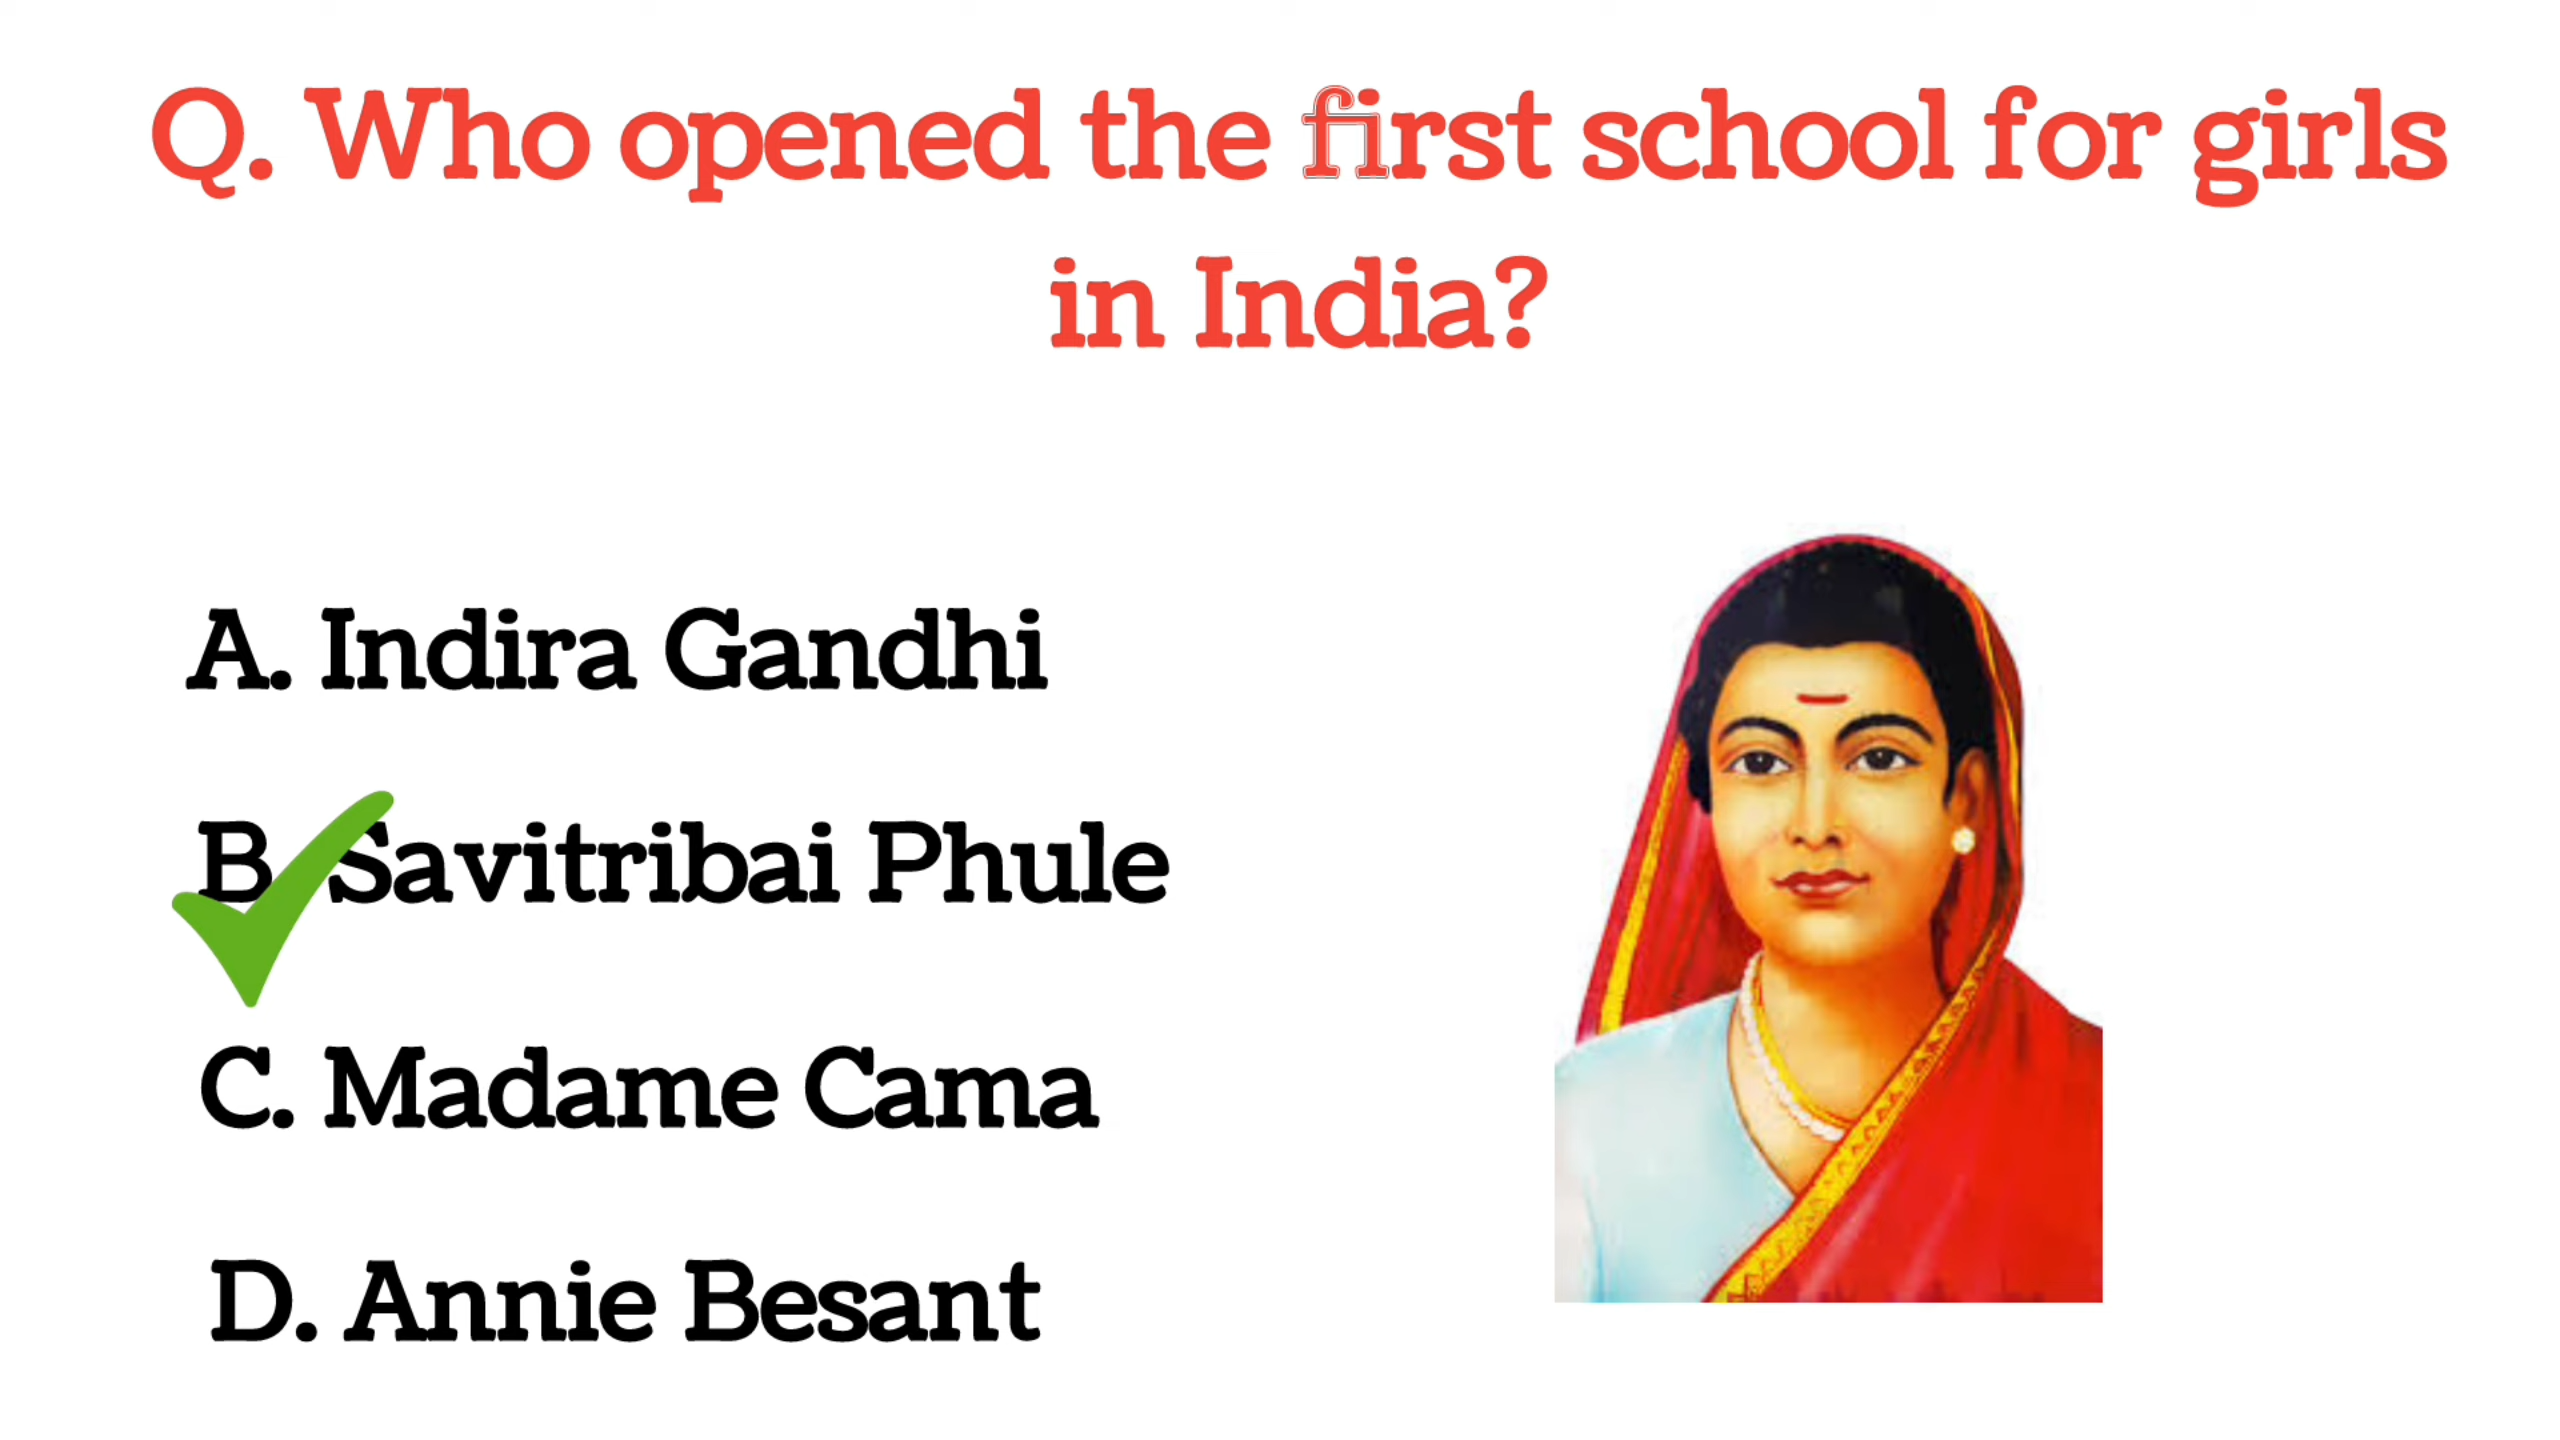 Q. Who opened the first school for girls
in India?
A. Indira Gandhi
B. Savitribai Phule
C. Madame Cama
D. Annie Besant